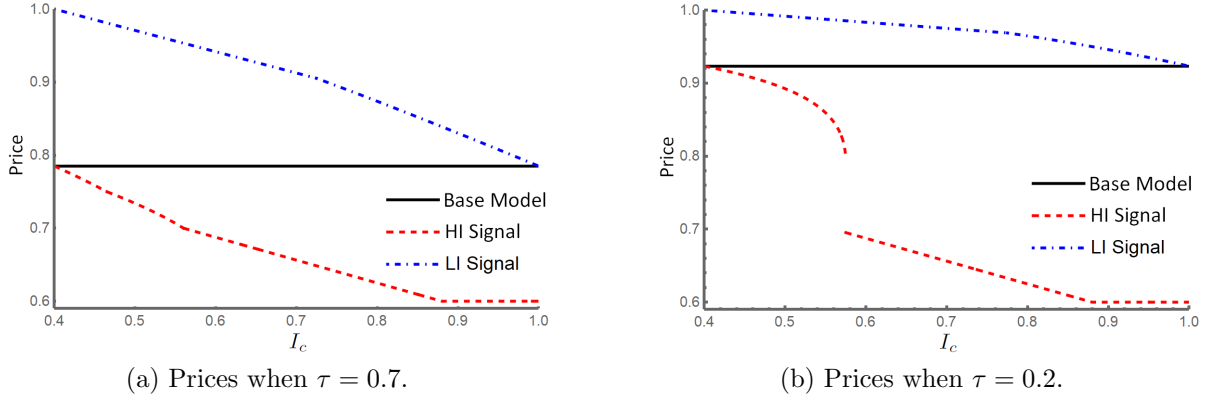 1.0
0.9
0.8
0.7
0.6
Price
0.4 0.5 0.6 0.7 0.8 0.9 1.0
I_c
Base Model
HI Signal
LI Signal
(a) Prices when τ = 0.7.
1.0
0.9
0.8
0.7
0.6
Price
0.4 0.5 0.6 0.7 0.8 0.9 1.0
I_c
Base Model
HI Signal
LI Signal
(b) Prices when τ = 0.2.